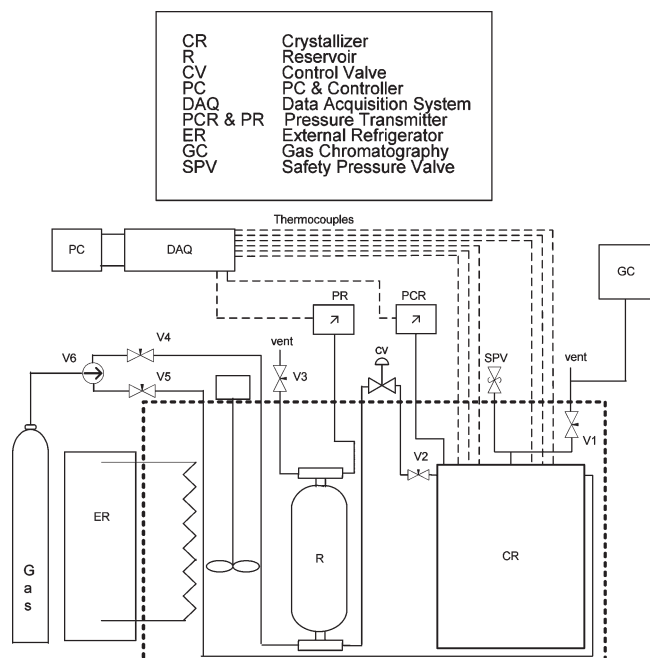 CR Crystallizer
R Reservoir
CV Control Valve
PC PC & Controller
DAQ Data Acquisition System
PCR & PR Pressure Transmitter
ER External Refrigerator
GC Gas Chromatography
SPV Safety Pressure Valve
Thermocouples
PC
DAQ
GC
PR
PCR
V4
vent
cv
SPV
vent
V6
V5
V3
V1
V2
ER
R
CR
Gas